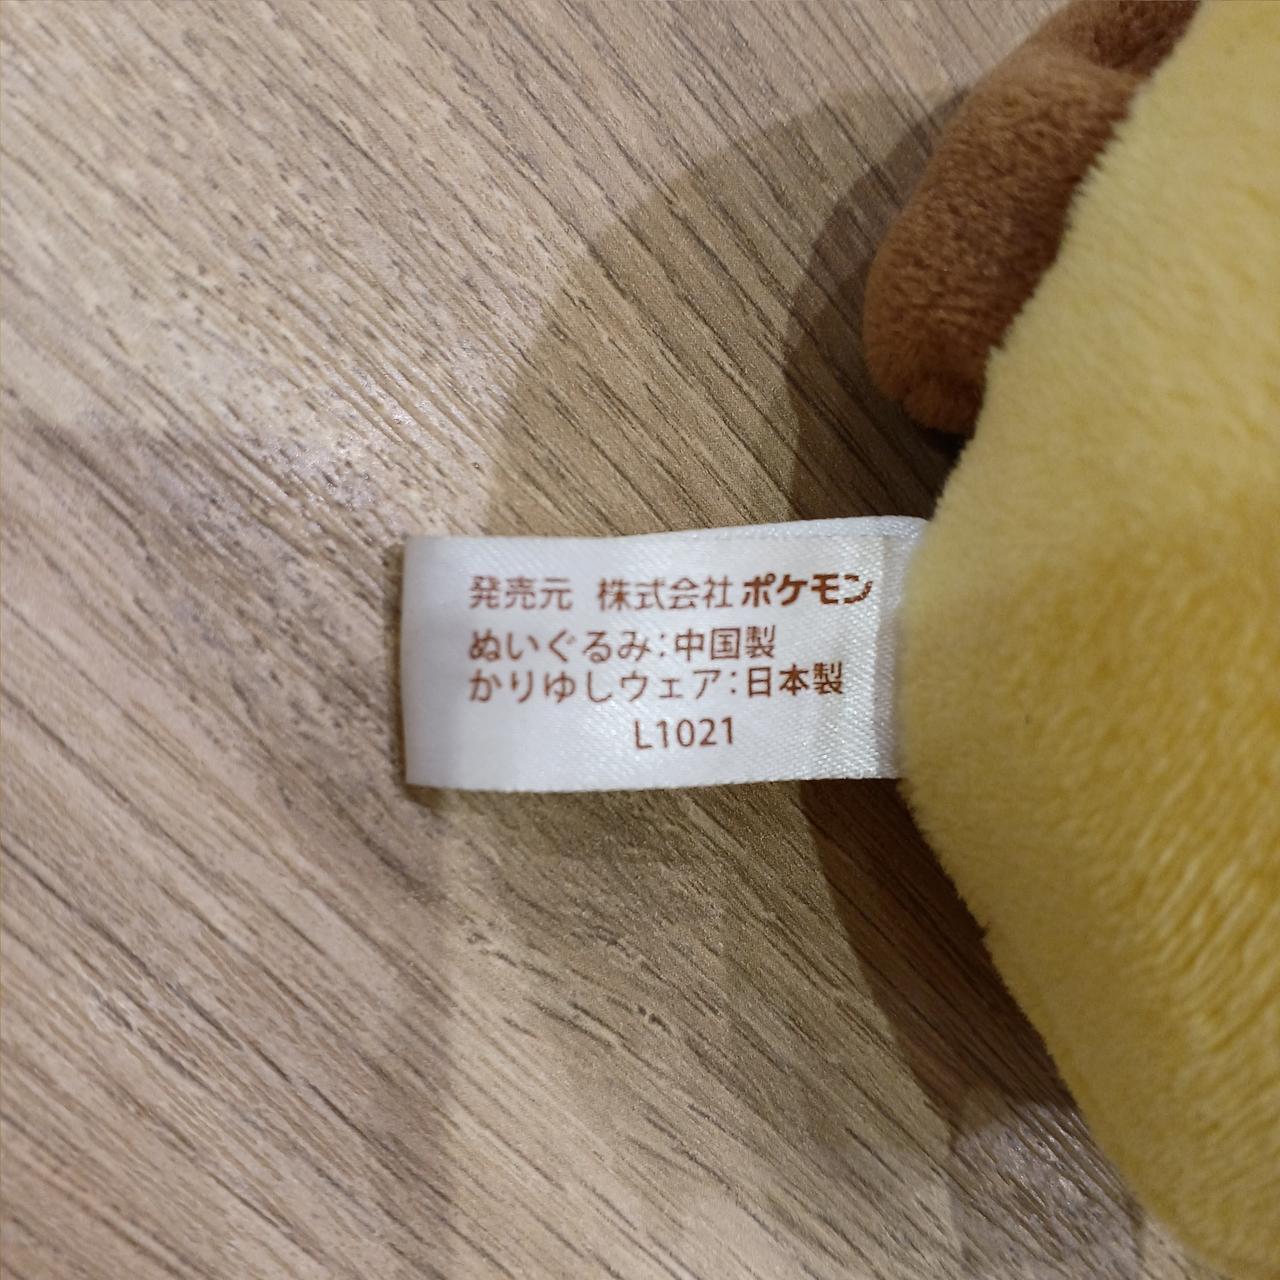 発売元 株式会社ポケモン
ぬいぐるみ:中国製
かりゆしウェア:日本製
L1021